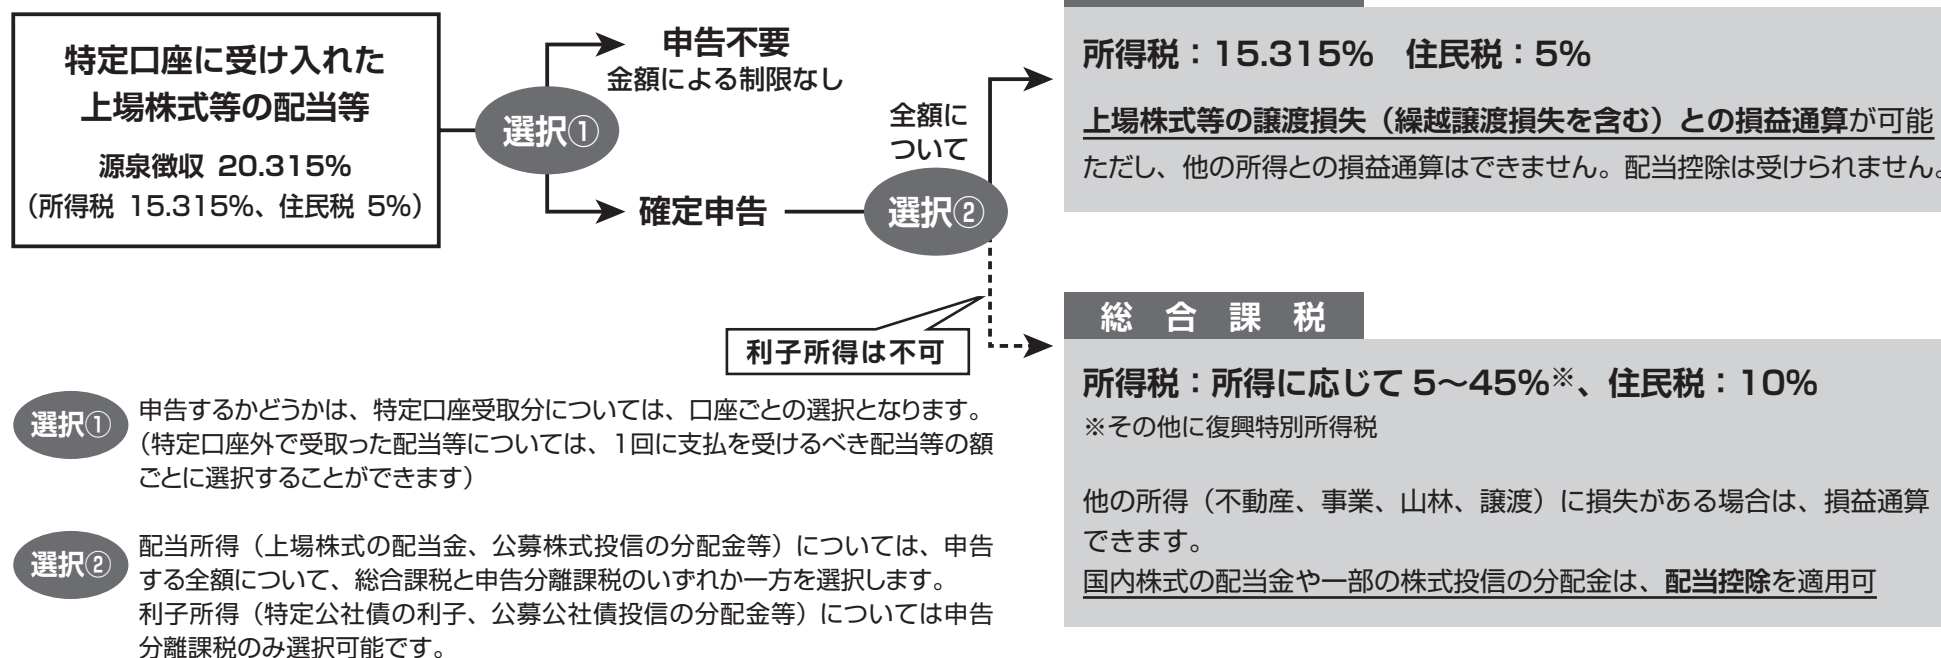 特定口座に受け入れた
上場株式等の配当等
源泉徴収 20.315%
（所得税 15.315%、住民税 5%）
選択①
申告不要
金額による制限なし
確定申告
全額に
ついて
選択②
利子所得は不可
所得税：15.315%　住民税：5%
上場株式等の譲渡損失（繰越譲渡損失を含む）との損益通算が可能
ただし、他の所得との損益通算はできません。配当控除は受けられません。
総合課税
所得税：所得に応じて 5〜45%※、住民税：10%
※その他に復興特別所得税
他の所得（不動産、事業、山林、譲渡）に損失がある場合は、損益通算
できます。
国内株式の配当金や一部の株式投信の分配金は、配当控除を適用可
選択①
申告するかどうかは、特定口座受取分については、口座ごとの選択となります。
（特定口座外で受取った配当等については、1回に支払を受けるべき配当等の額
ごとに選択することができます）
選択②
配当所得（上場株式の配当金、公募株式投信の分配金等）については、申告
する全額について、総合課税と申告分離課税のいずれか一方を選択します。
利子所得（特定公社債の利子、公募公社債投信の分配金等）については申告
分離課税のみ選択可能です。